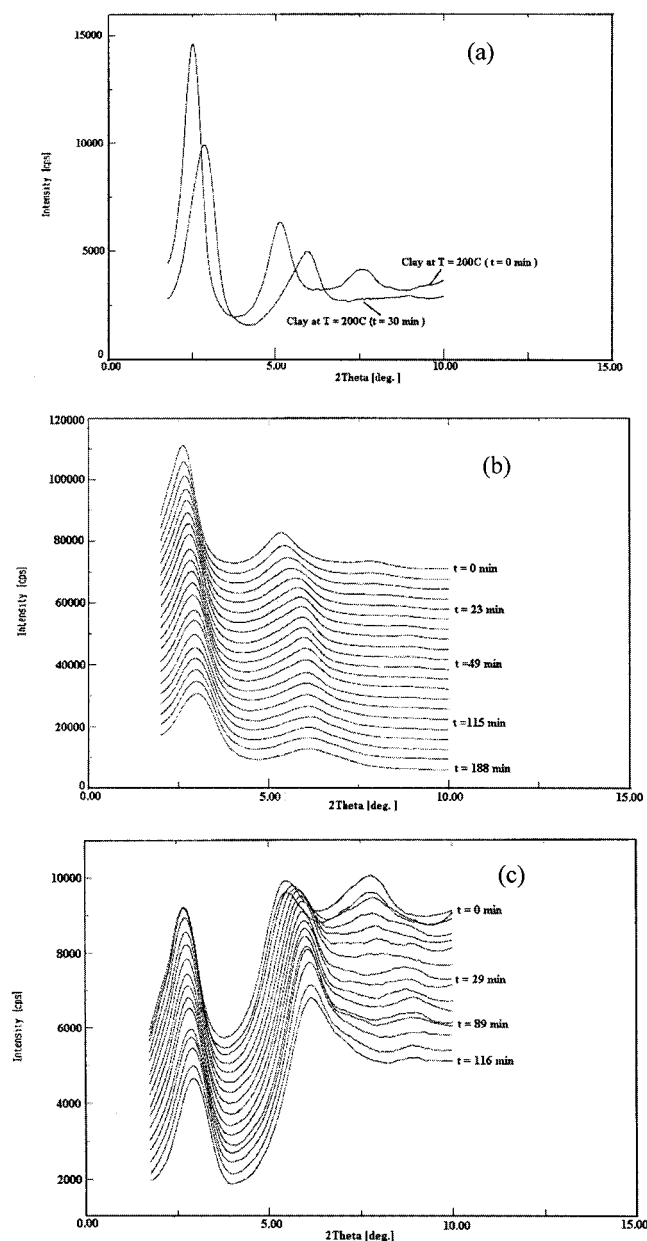 (a)
15000
10000
5000
0
Intensity [cps]
Clay at T = 200C ( t = 0 min )
Clay at T = 200C (t = 30 min )
0.00 5.00 10.00 15.00
2Theta [deg.]
(b)
120000
100000
80000
60000
40000
20000
0
Intensity [cps]
t = 0 min
t = 23 min
t =49 min
t =115 min
t = 188 min
0.00 5.00 10.00 15.00
2Theta [deg.]
(c)
10000
8000
6000
4000
2000
Intensity [cps]
t = 0 min
t = 29 min
t = 89 min
t = 116 min
0.00 5.00 10.00 15.00
2Theta [deg.]